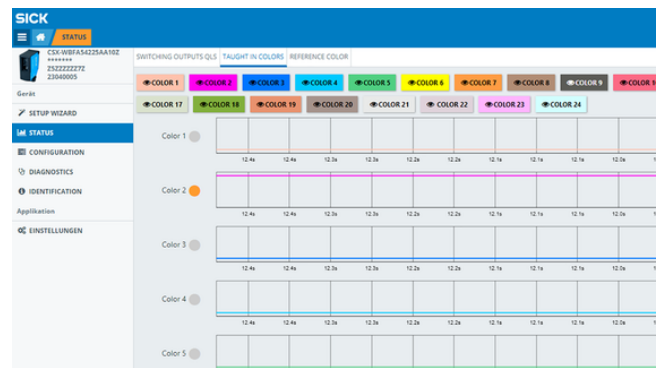 SICK
STATUS
CSX-WBFA54225AA10Z
*******
25ZZZZZ7Z
23040005
Gerät
SETUP WIZARD
STATUS
CONFIGURATION
DIAGNOSTICS
IDENTIFICATION
Applikation
EINSTELLUNGEN
SWITCHING OUTPUTS QLS TAUGHT IN COLORS REFERENCE COLOR
COLOR 1 COLOR 2 COLOR 3 COLOR 4 COLOR 5 COLOR 6 COLOR 7 COLOR 8 COLOR 9 COLOR
COLOR 17 COLOR 18 COLOR 19 COLOR 20 COLOR 21 COLOR 22 COLOR 23 COLOR 24
Color 1
12.4s 12.4s 12.3s 12.3s 12.2s 12.2s 12.1s 12.1s 12.1s 12.0s
Color 2
12.4s 12.4s 12.3s 12.3s 12.2s 12.2s 12.1s 12.1s 12.1s 12.0s
Color 3
12.4s 12.4s 12.3s 12.3s 12.2s 12.2s 12.1s 12.1s 12.1s 12.0s
Color 4
12.4s 12.4s 12.3s 12.3s 12.2s 12.2s 12.1s 12.1s 12.1s 12.0s
Color 5